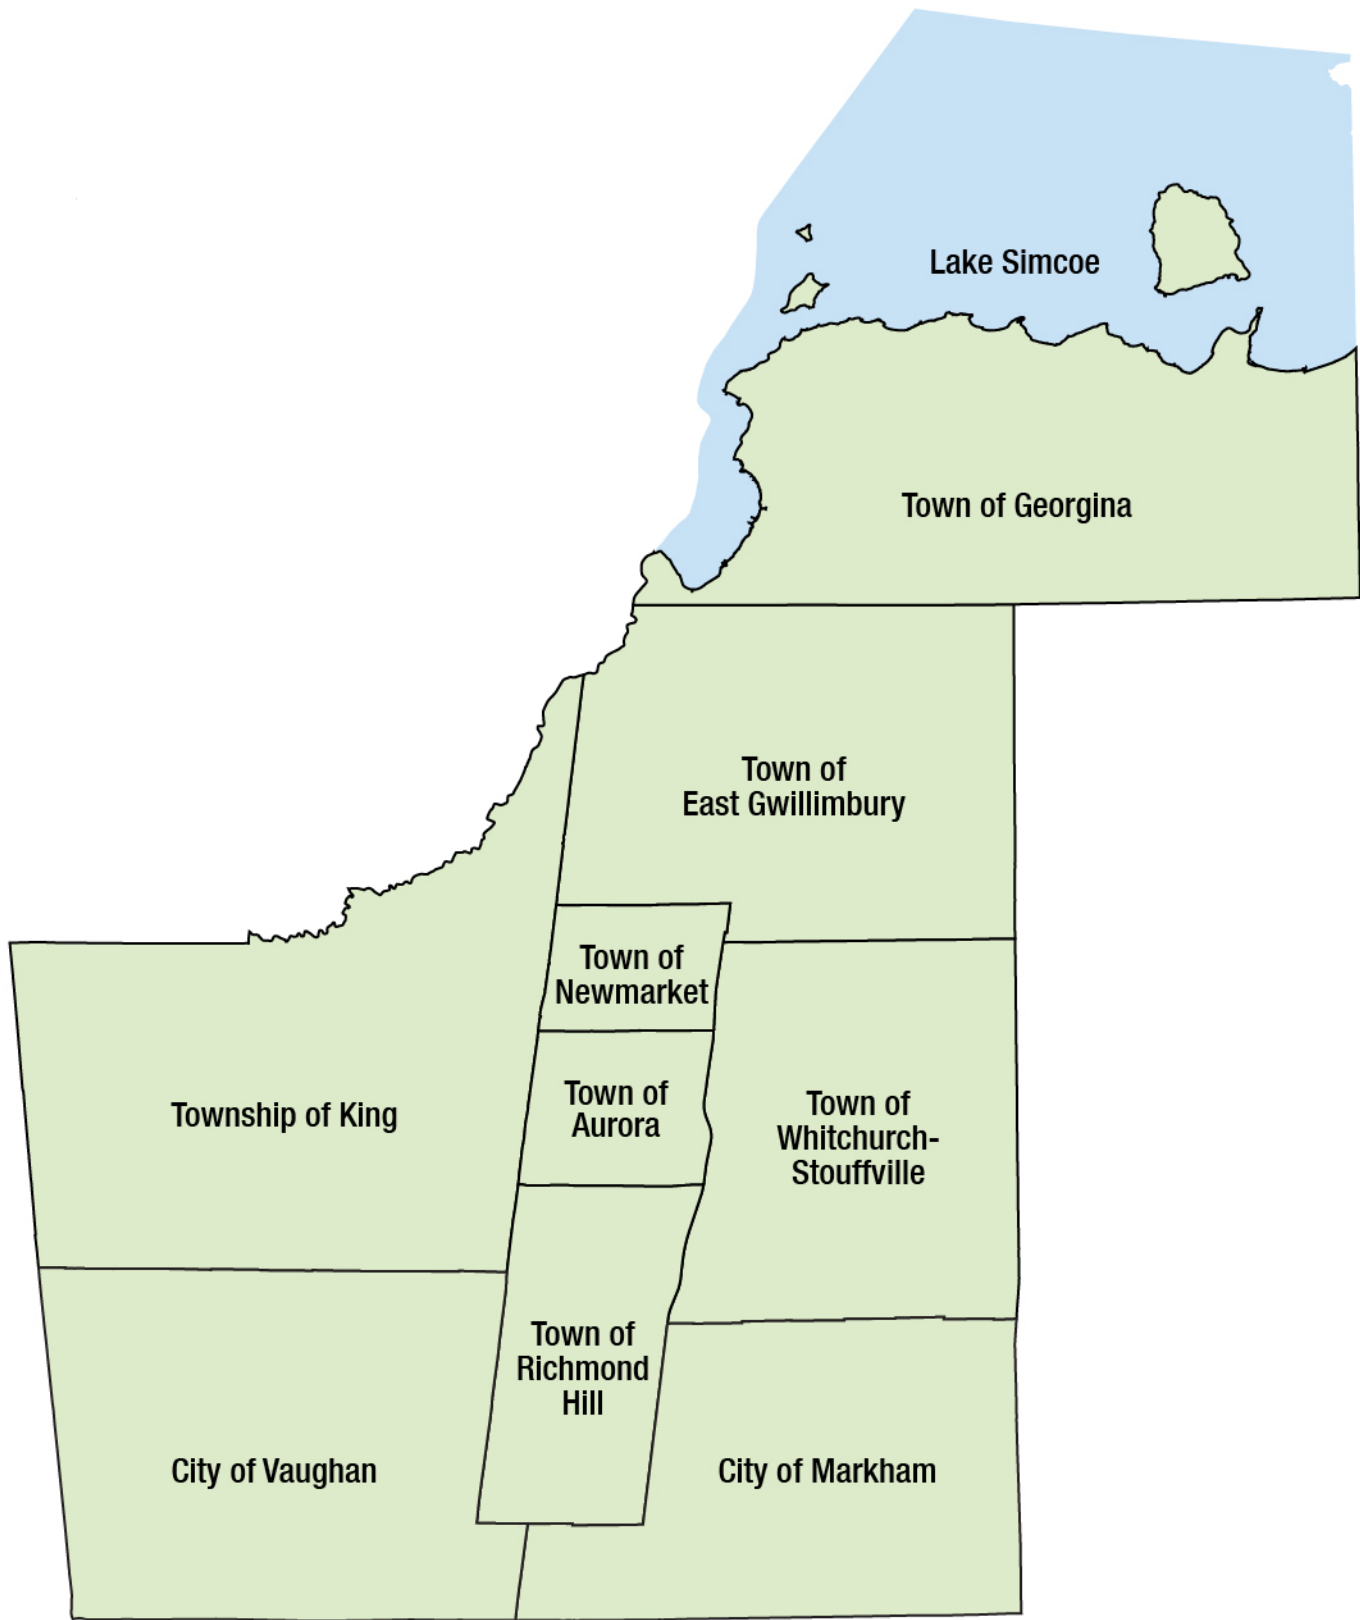 Lake Simcoe
Town of Georgina
Town of
East Gwillimbury
Town of
Newmarket
Town of
Aurora
Township of King
Town of
Whitchurch-
Stouffville
Town of
Richmond
Hill
City of Vaughan
City of Markham